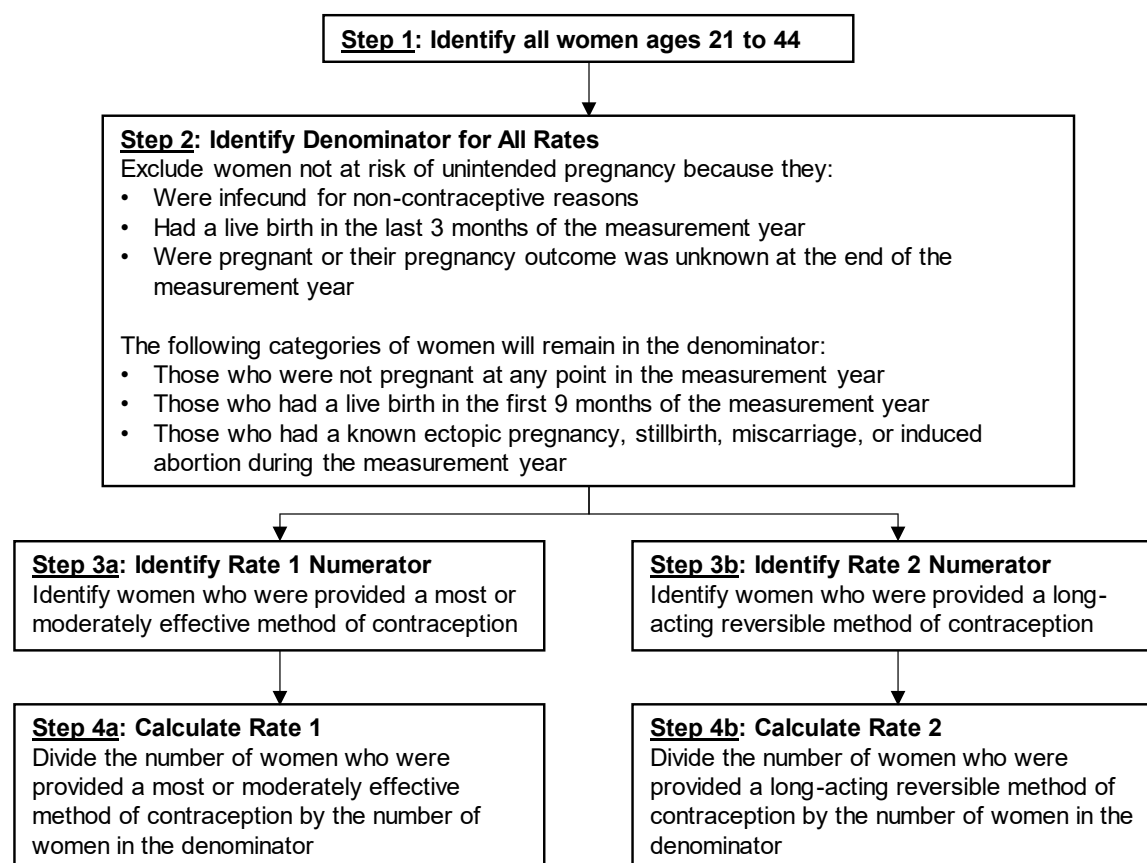 Step 1: Identify all women ages 21 to 44
Step 2: Identify Denominator for All Rates
Exclude women not at risk of unintended pregnancy because they:
• Were infecund for non-contraceptive reasons
• Had a live birth in the last 3 months of the measurement year
• Were pregnant or their pregnancy outcome was unknown at the end of the
measurement year
The following categories of women will remain in the denominator:
• Those who were not pregnant at any point in the measurement year
• Those who had a live birth in the first 9 months of the measurement year
• Those who had a known ectopic pregnancy, stillbirth, miscarriage, or induced
abortion during the measurement year
Step 3a: Identify Rate 1 Numerator
Identify women who were provided a most or
moderately effective method of contraception
Step 3b: Identify Rate 2 Numerator
Identify women who were provided a long-
acting reversible method of contraception
Step 4a: Calculate Rate 1
Divide the number of women who were
provided a most or moderately effective
method of contraception by the number of
women in the denominator
Step 4b: Calculate Rate 2
Divide the number of women who were
provided a long-acting reversible method of
contraception by the number of women in the
denominator